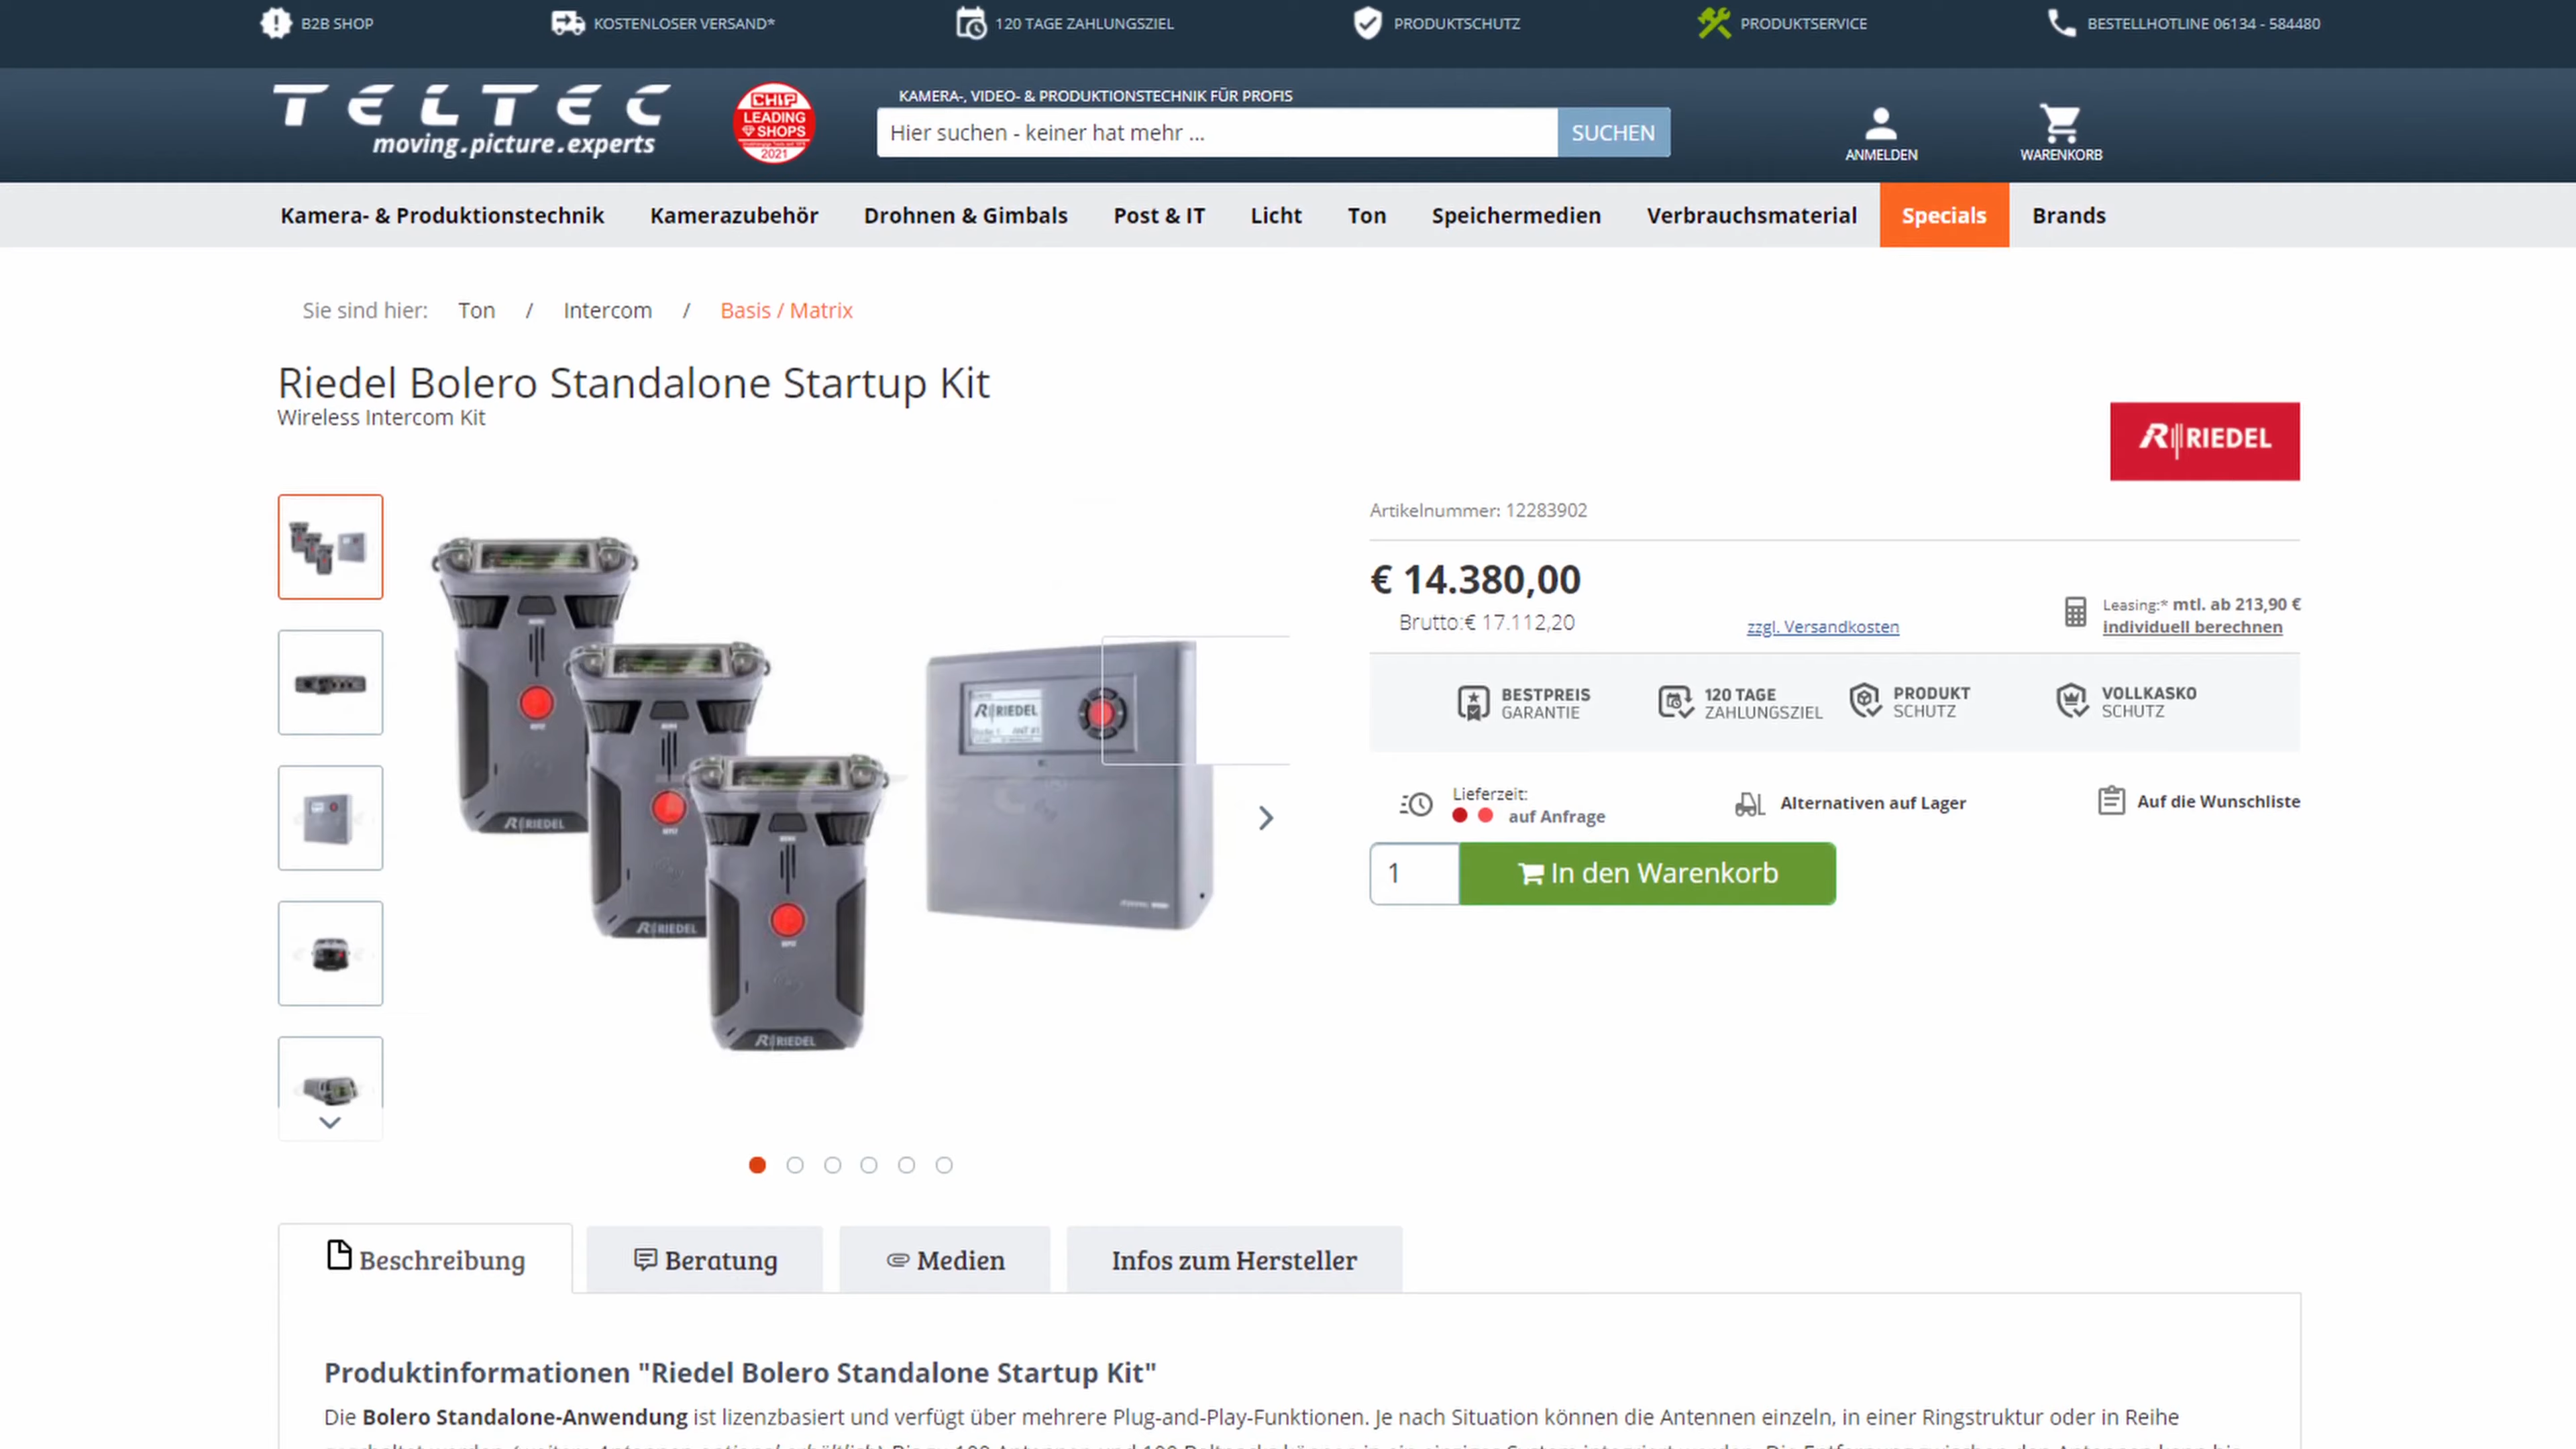 B2B SHOP
KOSTENLOSER VERSAND*
120 TAGE ZAHLUNGSZIEL
PRODUKTSCHUTZ
PRODUKTSERVICE
BESTELLHOTLINE 06134 - 584480
TELTEC
moving.picture.experts
CHIP
LEADING
SHOPS
2021
KAMERA-, VIDEO- & PRODUKTIONSTECHNIK FÜR PROFIS
Hier suchen - keiner hat mehr ...
SUCHEN
ANMELDEN
WARENKORB
Kamera- & Produktionstechnik
Kamerazubehör
Drohnen & Gimbals
Post & IT
Licht
Ton
Speichermedien
Verbrauchsmaterial
Specials
Brands
Sie sind hier: Ton / Intercom / Basis / Matrix
Riedel Bolero Standalone Startup Kit
Wireless Intercom Kit
RIEDEL
Artikelnummer: 12283902
€ 14.380,00
Brutto:€ 17.112,20
zzgl. Versandkosten
Leasing:* mtl. ab 213,90 €
individuell berechnen
BESTPREIS
GARANTIE
120 TAGE
ZAHLUNGSZIEL
PRODUKT
SCHUTZ
VOLLKASKO
SCHUTZ
Lieferzeit:
auf Anfrage
Alternativen auf Lager
Auf die Wunschliste
1
In den Warenkorb
RIEDEL
RIEDEL
RIEDEL
RIEDEL
TELTEC
Beschreibung
Beratung
Medien
Infos zum Hersteller
Produktinformationen "Riedel Bolero Standalone Startup Kit"
Die Bolero Standalone-Anwendung ist lizenzbasiert und verfügt über mehrere Plug-and-Play-Funktionen. Je nach Situation können die Antennen einzeln, in einer Ringstruktur oder in Reihe